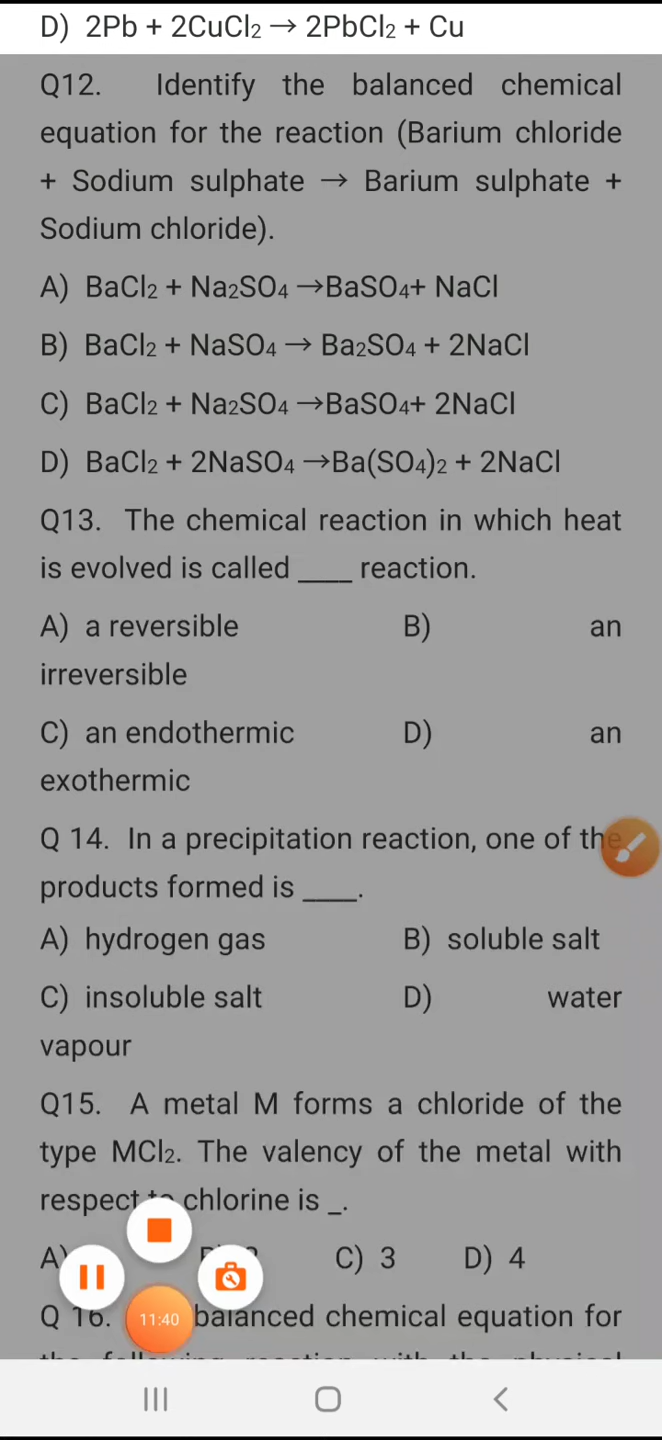 D) 2Pb + 2CuCl2 → 2PbCl2 + Cu
Q12. Identify the balanced chemical
equation for the reaction (Barium chloride
+ Sodium sulphate → Barium sulphate +
Sodium chloride).
A) BaCl2 + Na2SO4 →BaSO4+ NaCl
B) BaCl2 + NaSO4 → Ba2SO4 + 2NaCl
C) BaCl2 + Na2SO4 →BaSO4+ 2NaCl
D) BaCl2 + 2NaSO4 →Ba(SO4)2 + 2NaCl
Q13. The chemical reaction in which heat
is evolved is called ____ reaction.
A) a reversible B) an
irreversible
C) an endothermic D) an
exothermic
Q 14. In a precipitation reaction, one of the
products formed is ____.
A) hydrogen gas B) soluble salt
C) insoluble salt D) water
vapour
Q15. A metal M forms a chloride of the
type MCl2. The valency of the metal with
respect chlorine is _.
A) C) 3 D) 4
Q 16. balanced chemical equation for
11:40